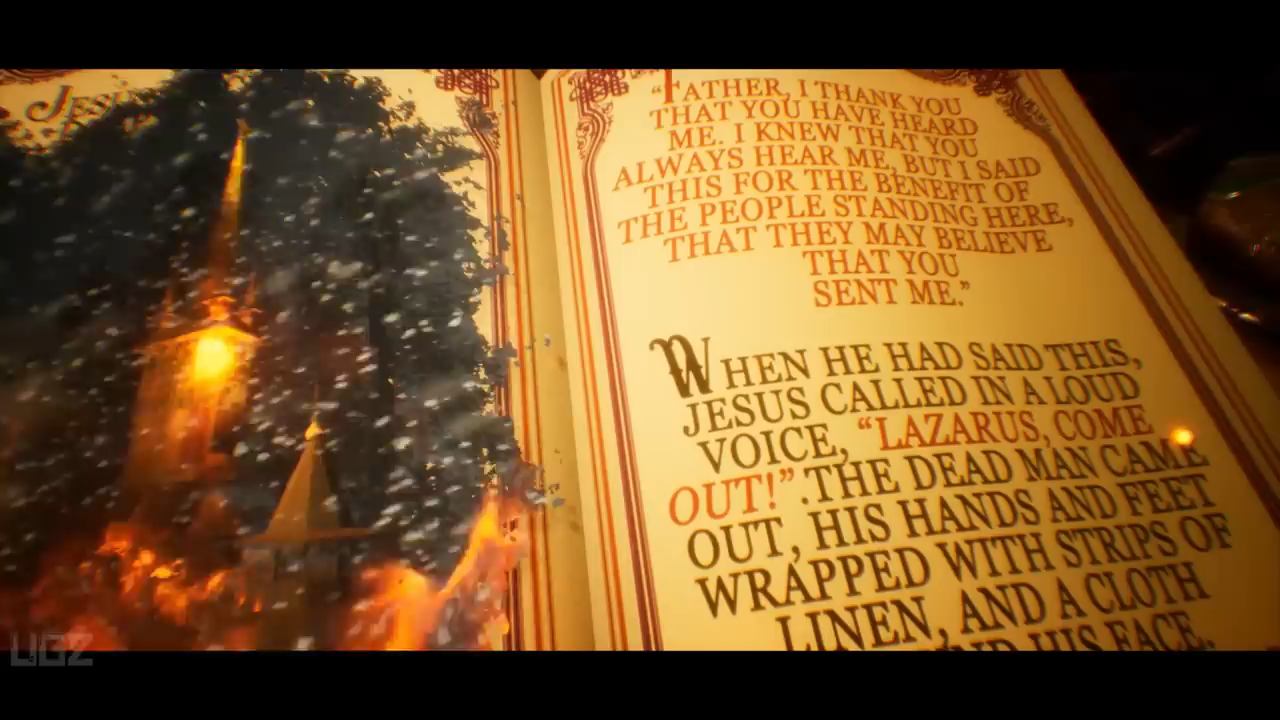 JESU
“FATHER, I THANK YOU
THAT YOU HAVE HEARD
ME. I KNEW THAT YOU
ALWAYS HEAR ME, BUT I SAID
THIS FOR THE BENEFIT OF
THE PEOPLE STANDING HERE,
THAT THEY MAY BELIEVE
THAT YOU
SENT ME.”
WHEN HE HAD SAID THIS,
JESUS CALLED IN A LOUD
VOICE, “LAZARUS, COME
OUT!”.THE DEAD MAN CAME
OUT, HIS HANDS AND FEET
WRAPPED WITH STRIPS OF
LINEN, AND A CLOTH
HIS FACE.
UGZ